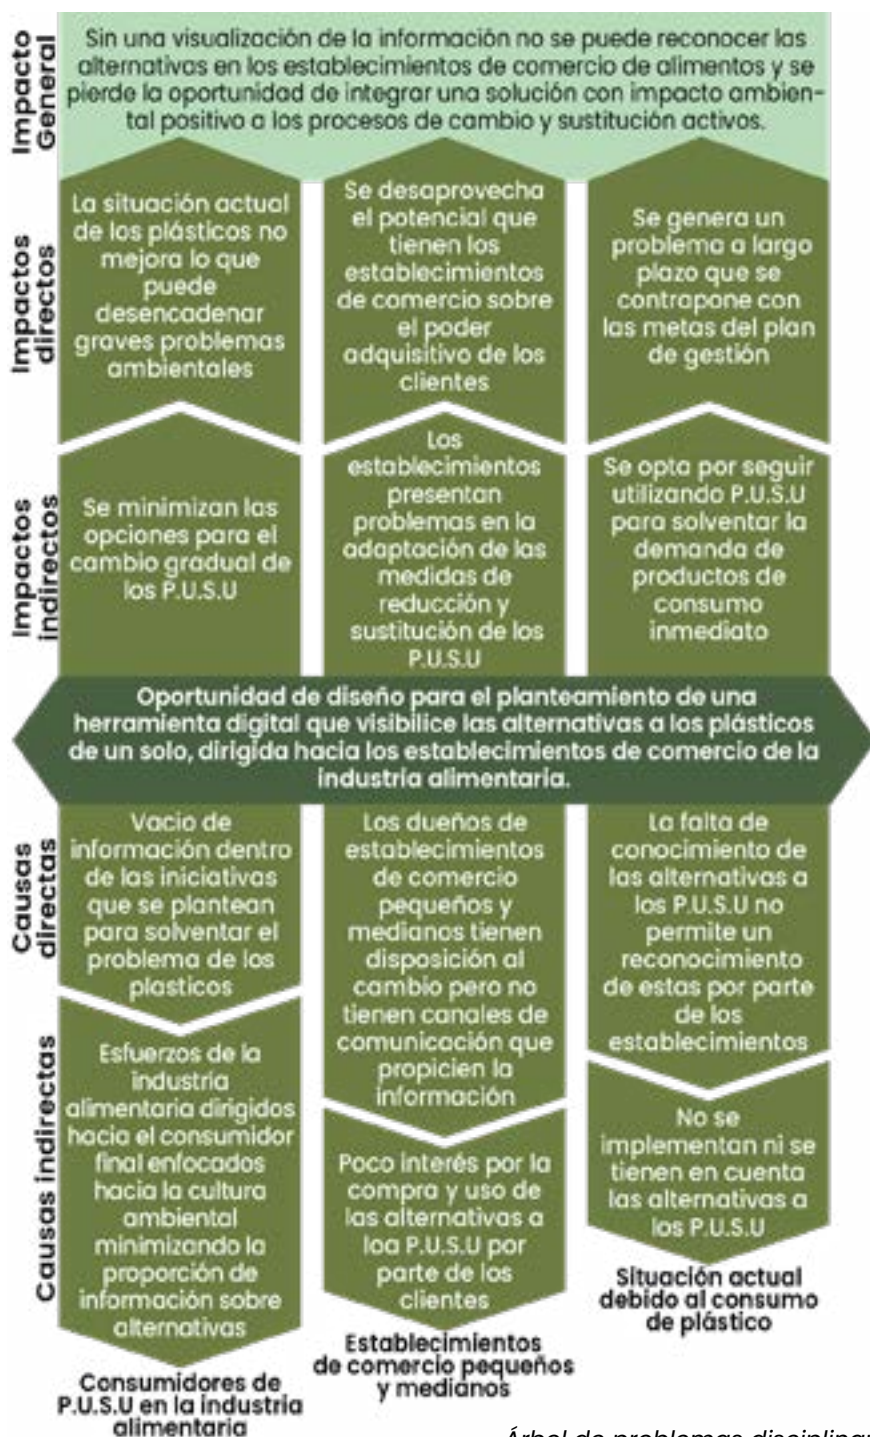 Impacto
General
Sin una visualización de la información no se puede reconocer las
alternativas en los establecimientos de comercio de alimentos y se
pierde la oportunidad de integrar una solución con impacto ambien-
tal positivo a los procesos de cambio y sustitución activos.
Impactos
directos
La situación actual
de los plásticos no
mejora lo que
puede
desencadenar
graves problemas
ambientales
Se desaprovecha
el potencial que
tienen los
establecimientos
de comercio sobre
el poder
adquisitivo de los
clientes
Se genera un
problema a largo
plazo que se
contrapone con
las metas del plan
de gestión
Impactos
indirectos
Se minimizan las
opciones para el
cambio gradual de
los P.U.S.U
Los
establecimientos
presentan
problemas en la
adaptación de las
medidas de
reducción y
sustitución de los
P.U.S.U
Se opta por seguir
utilizando P.U.S.U
para solventar la
demanda de
productos de
consumo
inmediato
Oportunidad de diseño para el planteamiento de una
herramienta digital que visibilice las alternativas a los plásticos
de un solo, dirigida hacia los establecimientos de comercio de la
industria alimentaria.
Causas
directas
Vacio de
información dentro
de las iniciativas
que se plantean
para solventar el
problema de los
plasticos
Los dueños de
establecimientos
de comercio
pequeños y
medianos tienen
disposición al
cambio pero no
tienen canales de
comunicación que
propicien la
información
La falta de
conocimiento de
las alternativas a
los P.U.S.U no
permite un
reconocimiento
de estas por parte
de los
establecimientos
Causas indirectas
Esfuerzos de la
industria
alimentaria dirigidos
hacia el consumidor
final enfocados
hacia la cultura
ambiental
minimizando la
proporción de
información sobre
alternativas
Poco interés por la
compra y uso de
las alternativas a
loa P.U.S.U por
parte de los
clientes
No se
implementan ni se
tienen en cuenta
las alternativas a
los P.U.S.U
Consumidores de
P.U.S.U en la industria
alimentaria
Establecimientos
de comercio pequeños
y medianos
Situación actual
debido al consumo
de plástico
Árbol de problemas